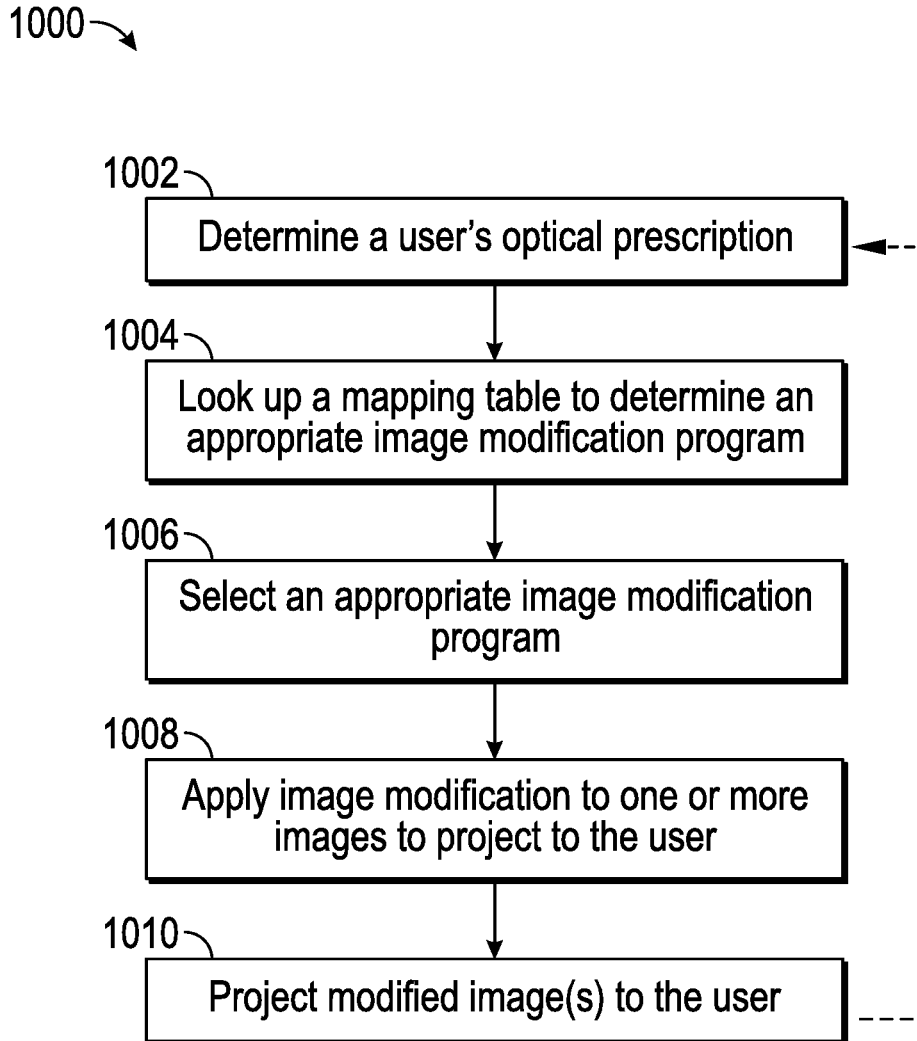 1000
1002
Determine a user's optical prescription
1004
Look up a mapping table to determine an
appropriate image modification program
1006
Select an appropriate image modification
program
1008
Apply image modification to one or more
images to project to the user
1010
Project modified image(s) to the user